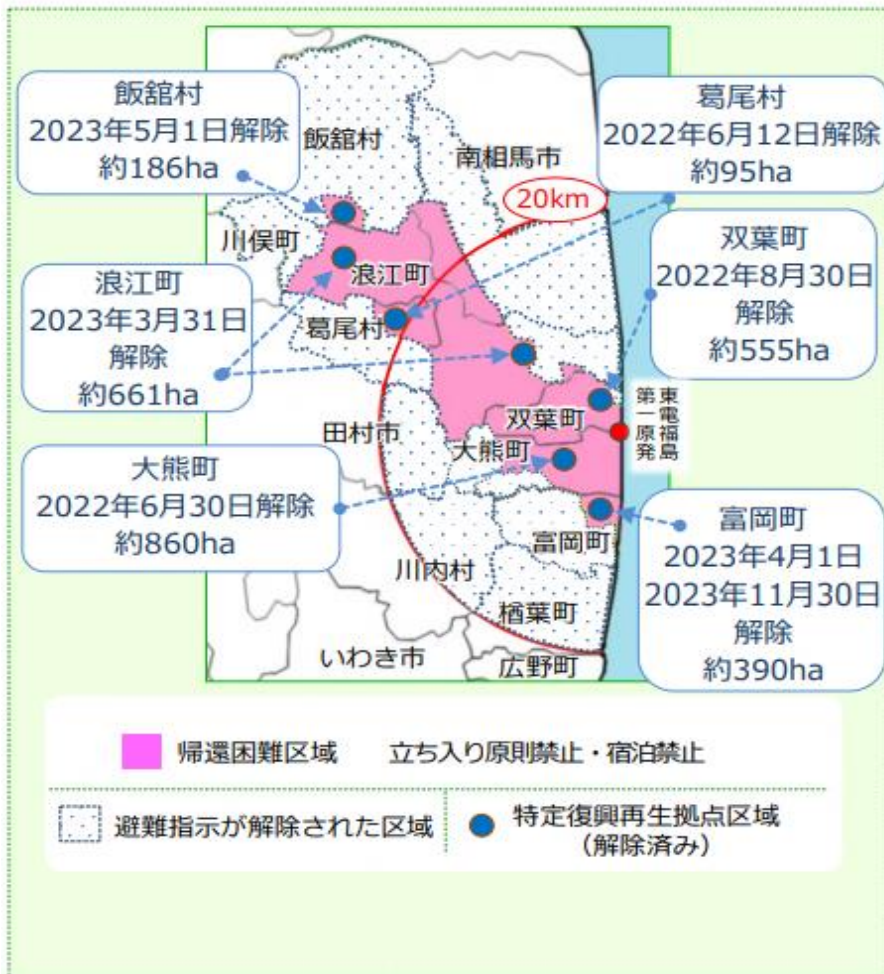 飯舘村
2023年5月1日解除
約186ha
葛尾村
2022年6月12日解除
約95ha
飯舘村
南相馬市
20km
川俣町
浪江町
葛尾村
双葉町
2022年8月30日
解除
約555ha
浪江町
2023年3月31日
解除
約661ha
田村市
双葉町
大熊町
東電福島
第一原発
大熊町
2022年6月30日解除
約860ha
富岡町
川内村
楢葉町
いわき市
広野町
富岡町
2023年4月1日
2023年11月30日
解除
約390ha
帰還困難区域 立ち入り原則禁止・宿泊禁止
避難指示が解除された区域
特定復興再生拠点区域
（解除済み）